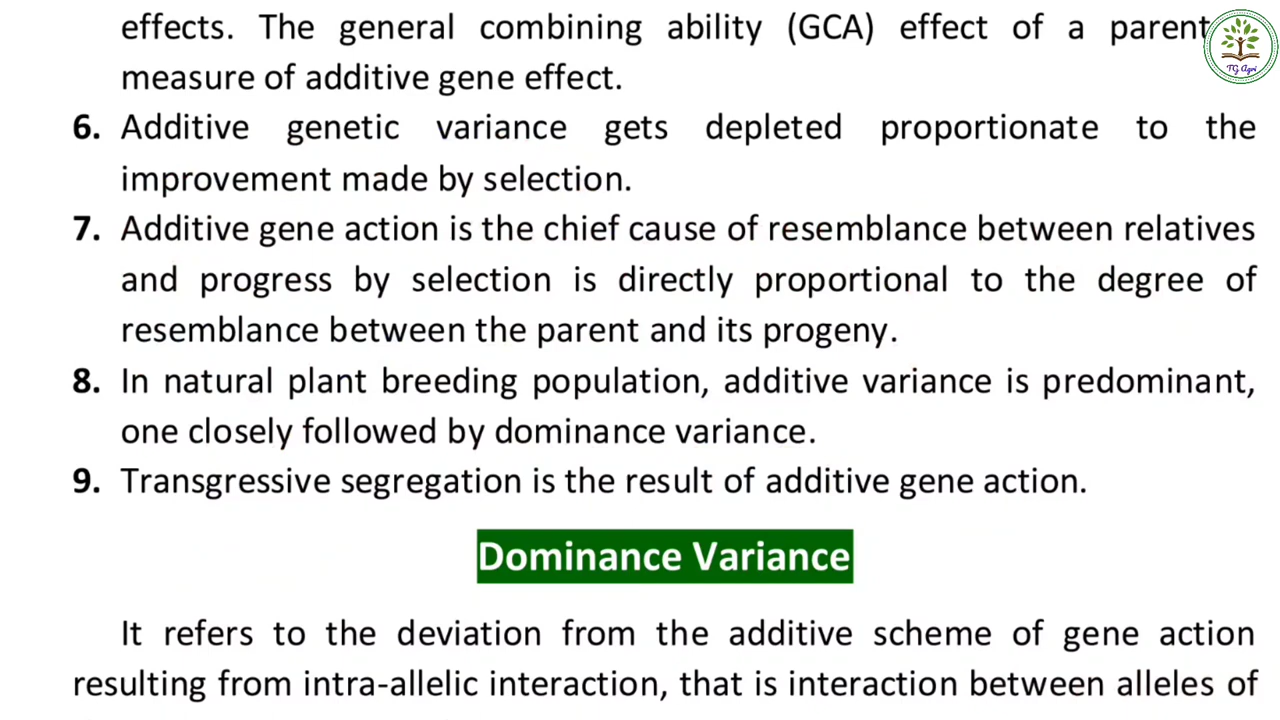 effects. The general combining ability (GCA) effect of a parent
measure of additive gene effect.
6. Additive genetic variance gets depleted proportionate to the
improvement made by selection.
7. Additive gene action is the chief cause of resemblance between relatives
and progress by selection is directly proportional to the degree of
resemblance between the parent and its progeny.
8. In natural plant breeding population, additive variance is predominant,
one closely followed by dominance variance.
9. Transgressive segregation is the result of additive gene action.
Dominance Variance
It refers to the deviation from the additive scheme of gene action
resulting from intra-allelic interaction, that is interaction between alleles of
TG Agri